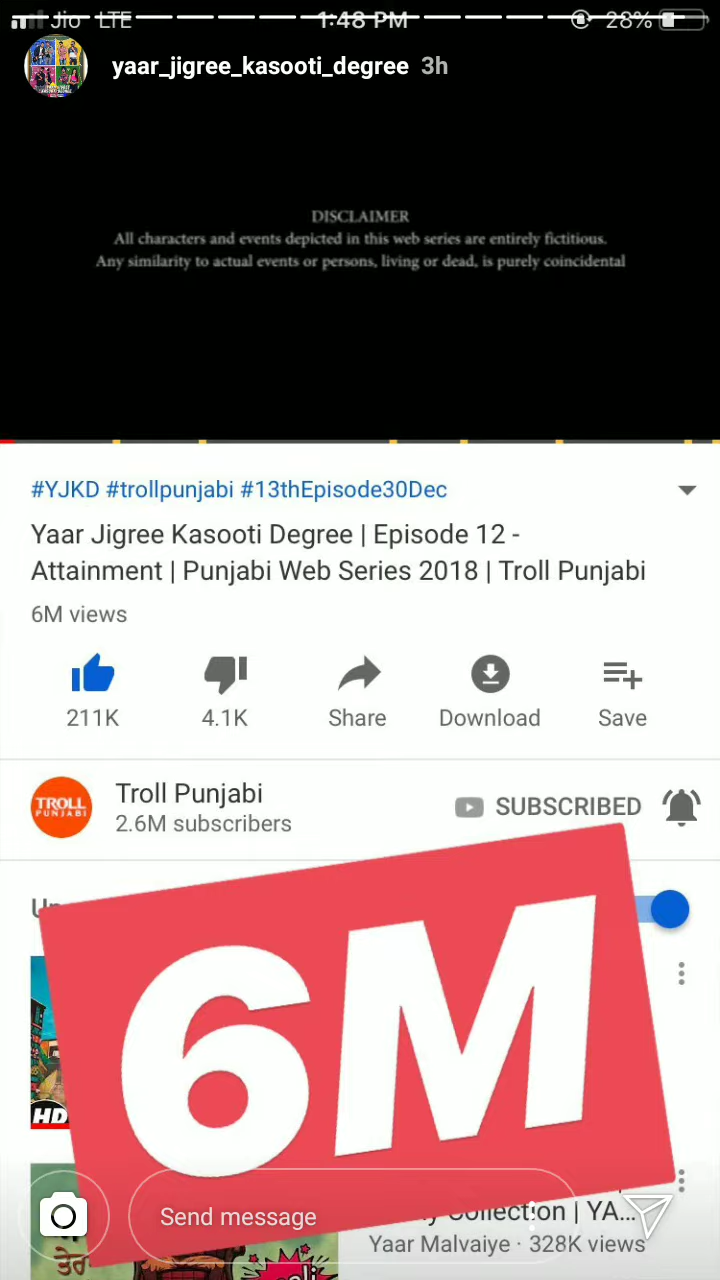 Jio LTE 1:48 PM 28%
yaar_jigree_kasooti_degree 3h
DISCLAIMER
All characters and events depicted in this web series are entirely fictitious.
Any similarity to actual events or persons, living or dead, is purely coincidental
#YJKD #trollpunjabi #13thEpisode30Dec
Yaar Jigree Kasooti Degree | Episode 12 -
Attainment | Punjabi Web Series 2018 | Troll Punjabi
6M views
211K 4.1K Share Download Save
TROLL
PUNJABI
Troll Punjabi
2.6M subscribers
SUBSCRIBED
6M
HD
Send message
Collection | YA...
Yaar Malvaiye · 328K views